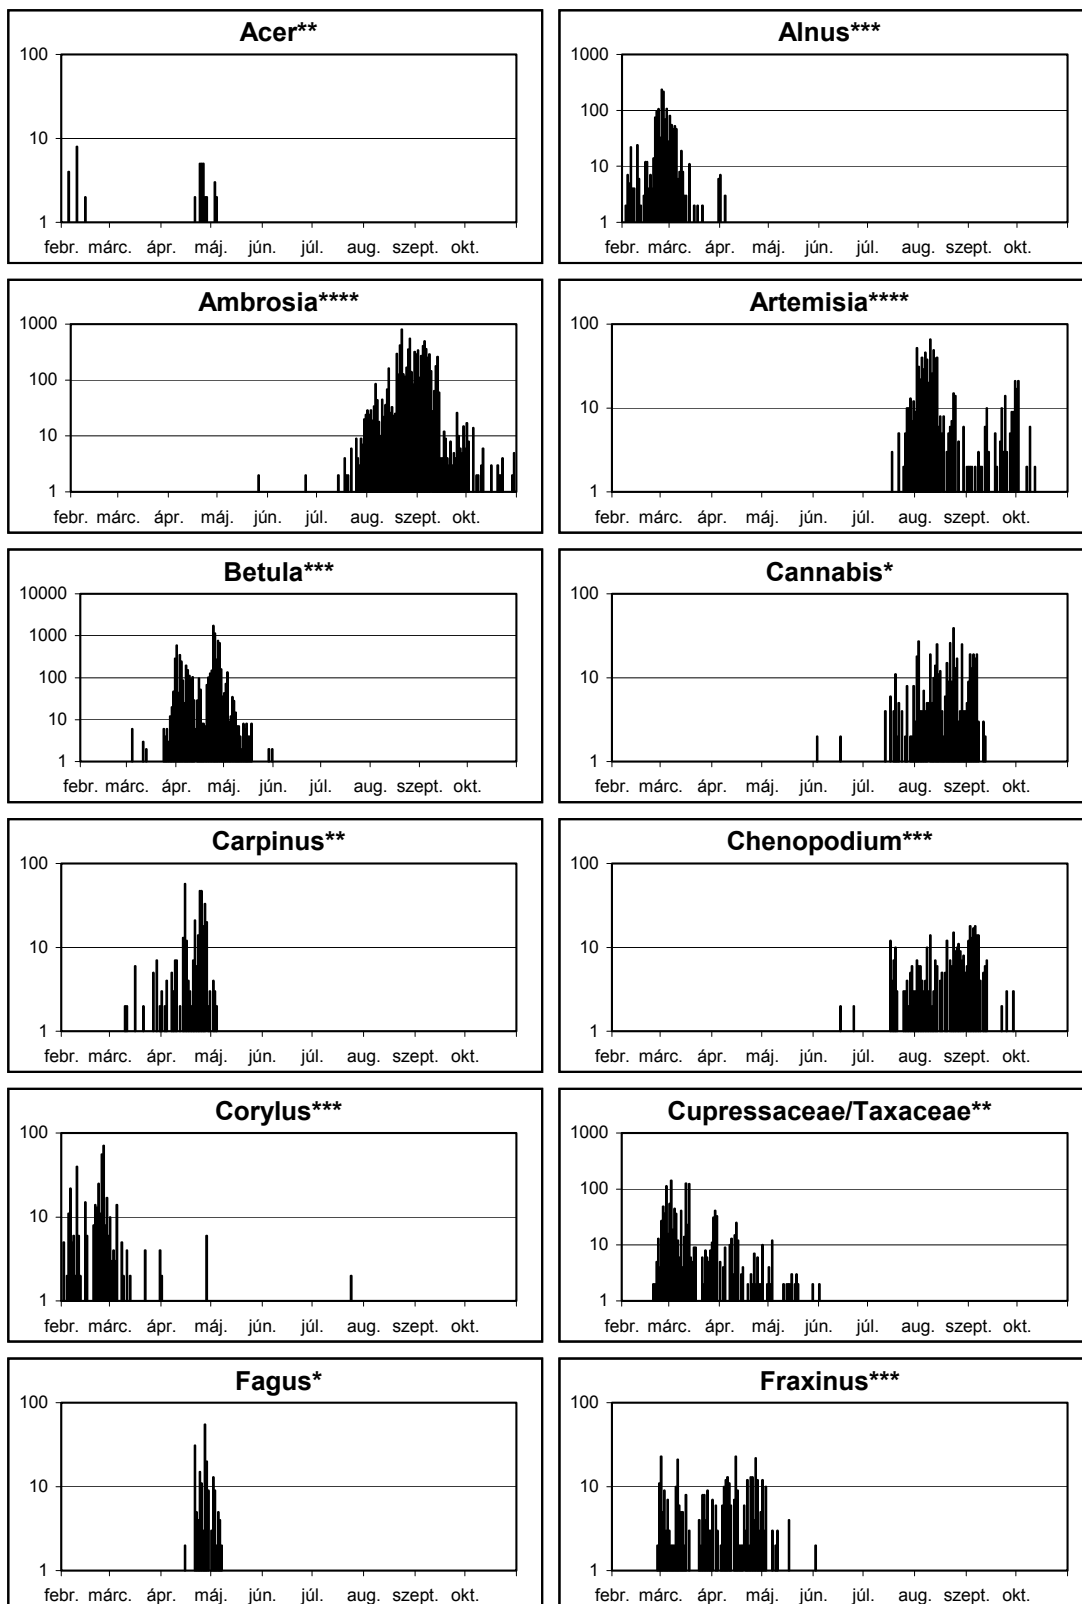 Acer**
100
10
1
febr. márc. ápr. máj. jún. júl. aug. szept. okt.
Alnus***
1000
100
10
1
febr. márc. ápr. máj. jún. júl. aug. szept. okt.
Ambrosia****
1000
100
10
1
febr. márc. ápr. máj. jún. júl. aug. szept. okt.
Artemisia****
100
10
1
febr. márc. ápr. máj. jún. júl. aug. szept. okt.
Betula***
10000
1000
100
10
1
febr. márc. ápr. máj. jún. júl. aug. szept. okt.
Cannabis*
100
10
1
febr. márc. ápr. máj. jún. júl. aug. szept. okt.
Carpinus**
100
10
1
febr. márc. ápr. máj. jún. júl. aug. szept. okt.
Chenopodium***
100
10
1
febr. márc. ápr. máj. jún. júl. aug. szept. okt.
Corylus***
100
10
1
febr. márc. ápr. máj. jún. júl. aug. szept. okt.
Cupressaceae/Taxaceae**
1000
100
10
1
febr. márc. ápr. máj. jún. júl. aug. szept. okt.
Fagus*
100
10
1
febr. márc. ápr. máj. jún. júl. aug. szept. okt.
Fraxinus***
100
10
1
febr. márc. ápr. máj. jún. júl. aug. szept. okt.